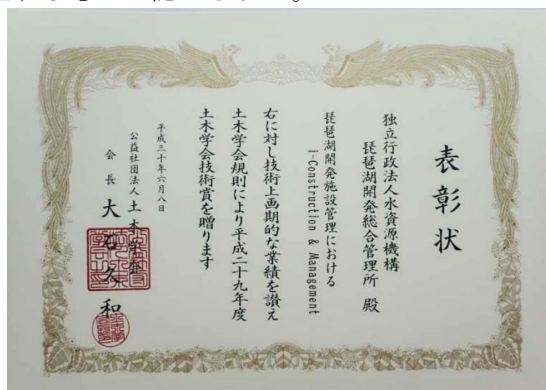 表彰状
独立行政法人水資源機構
琵琶湖開発総合管理所 殿
琵琶湖開発施設管理における
i-Construction & Management
右に対し技術上画期的な業績を讃え
土木学会規則により平成二十九年度
土木学会技術賞を贈ります
平成三十年六月八日
公益社団法人土木学会
会長 大石久和